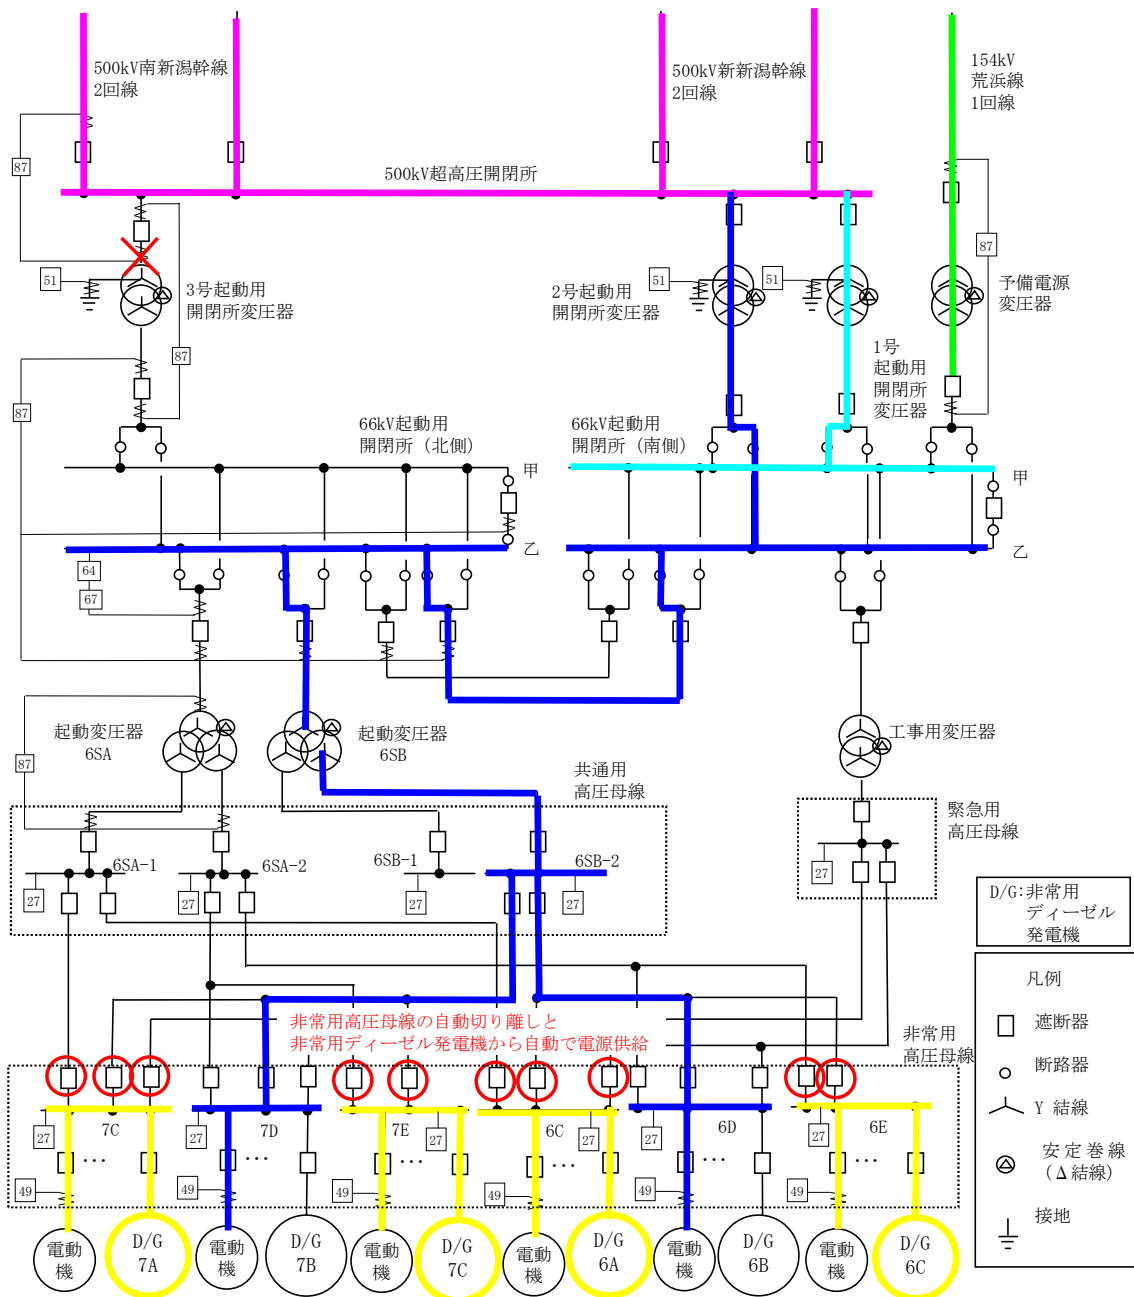 500kV南新潟幹線
2回線
500kV新新潟幹線
2回線
154kV
荒浜線
1回線
87
500kV超高圧開閉所
87
51
3号起動用
開閉所変圧器
51
2号起動用
開閉所変圧器
51
予備電源
変圧器
87
1号
起動用
開閉所
変圧器
87
66kV起動用
開閉所（北側）
66kV起動用
開閉所（南側）
甲
甲
乙
乙
64
67
起動変圧器
6SA
起動変圧器
6SB
工事用変圧器
87
共通用
高圧母線
緊急用
高圧母線
6SA-1
6SA-2
6SB-1
6SB-2
27
27
27
27
27
D/G:非常用
ディーゼル
発電機
凡例
遮断器
断路器
Y 結線
安定巻線
(Δ結線)
接地
非常用高圧母線の自動切り離しと
非常用ディーゼル発電機から自動で電源供給
非常用
高圧母線
7C
7D
7E
6C
6D
6E
27
27
27
27
27
27
···
···
···
···
···
···
49
49
49
49
49
49
電動
機
D/G
7A
電動
機
D/G
7B
電動
機
D/G
7C
電動
機
D/G
6A
電動
機
D/G
6B
電動
機
D/G
6C